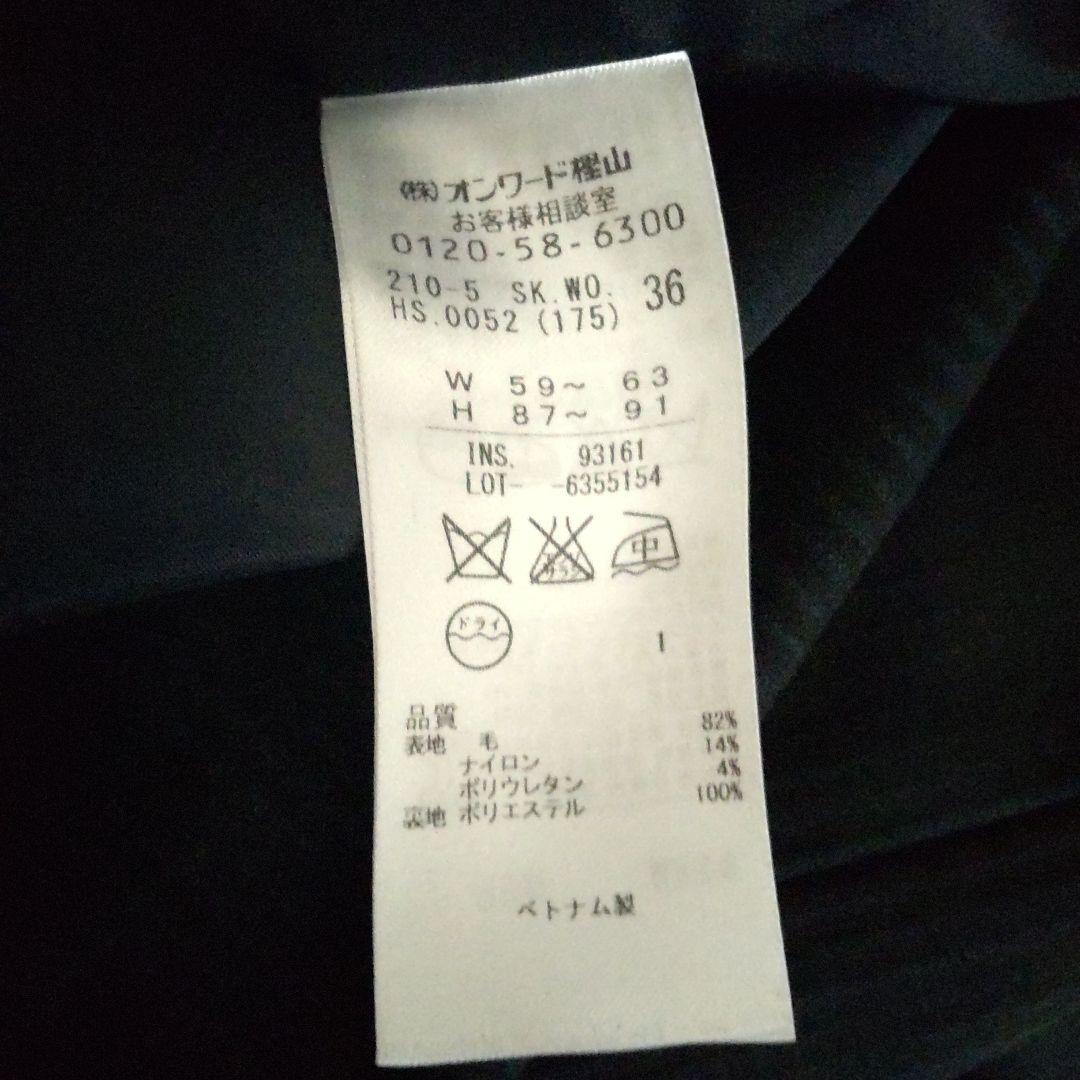 (株)オンワード樫山
お客様相談室
0120-58-6300
210-5 SK.WO. 36
HS.0052 (175)
W 59～ 63
H 87～ 91
INS. 93161
LOT- -6355154
中
ドライ
1
品質
表地 毛 82%
ナイロン 14%
ポリウレタン 4%
裏地 ポリエステル 100%
ベトナム製